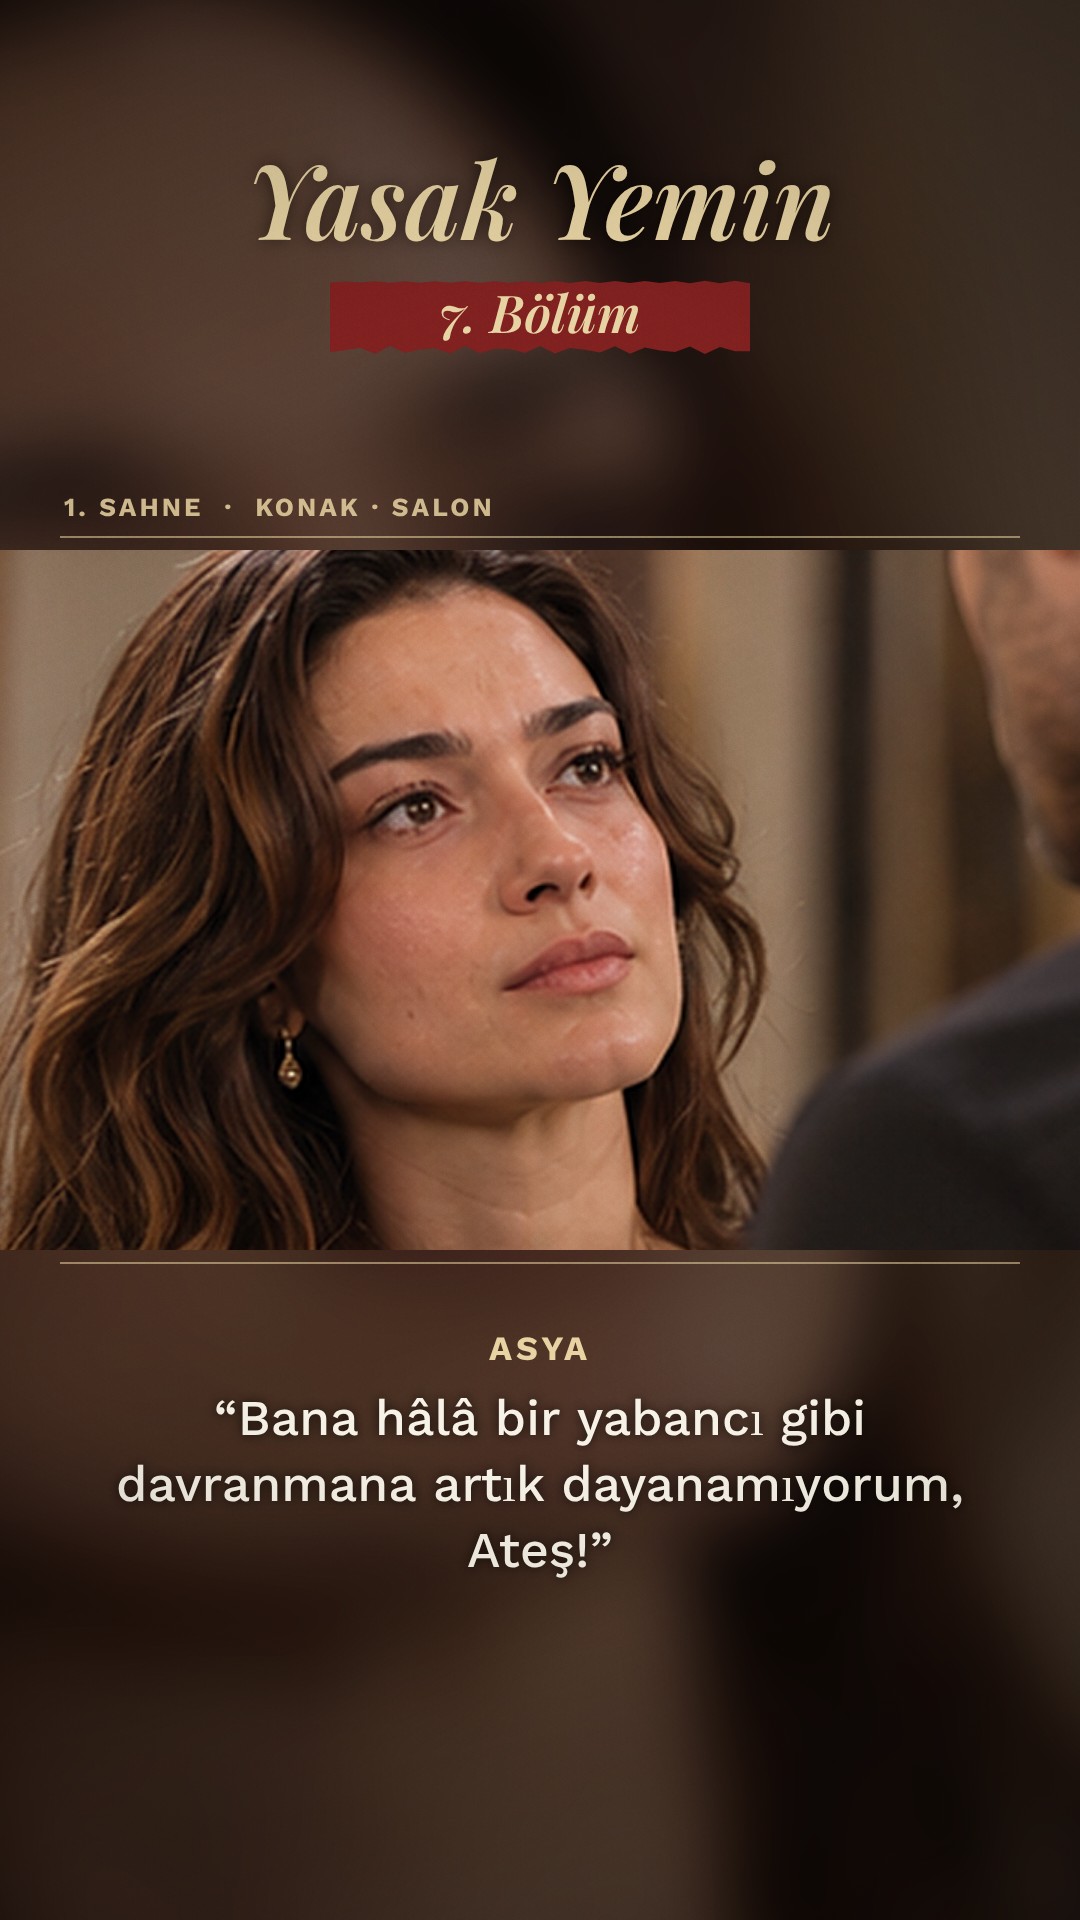 Yasak Yemin
7. Bölüm
1. SAHNE · KONAK · SALON
ASYA
“Bana hâlâ bir yabancı gibi
davranmana artık dayanamıyorum,
Ateş!”